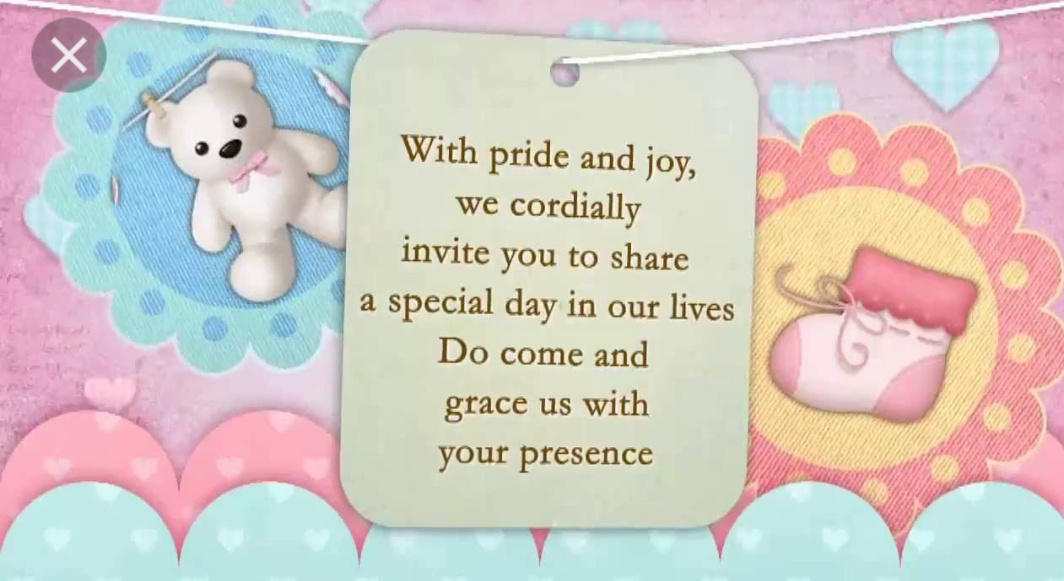 With pride and joy,
we cordially
invite you to share
a special day in our lives
Do come and
grace us with
your presence